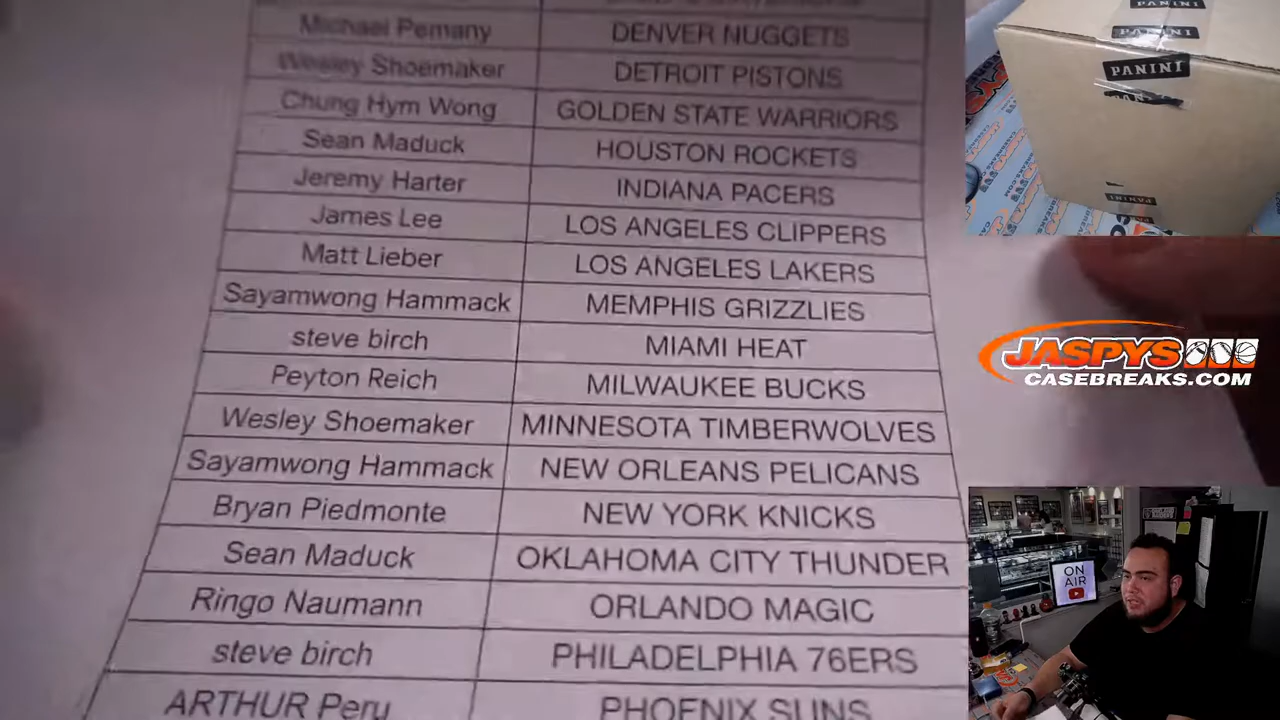 Michael Pemany DENVER NUGGETS
Wesley Shoemaker DETROIT PISTONS
Chung Hym Wong GOLDEN STATE WARRIORS
Sean Maduck HOUSTON ROCKETS
Jeremy Harter INDIANA PACERS
James Lee LOS ANGELES CLIPPERS
Matt Lieber LOS ANGELES LAKERS
Sayamwong Hammack MEMPHIS GRIZZLIES
steve birch MIAMI HEAT
Peyton Reich MILWAUKEE BUCKS
Wesley Shoemaker MINNESOTA TIMBERWOLVES
Sayamwong Hammack NEW ORLEANS PELICANS
Bryan Piedmonte NEW YORK KNICKS
Sean Maduck OKLAHOMA CITY THUNDER
Ringo Naumann ORLANDO MAGIC
steve birch PHILADELPHIA 76ERS
ARTHUR Peru PHOENIX SUNS
PANINI
PANINI
PANINI
PANINI
JASPYS
CASEBREAKS.COM
ON
AIR